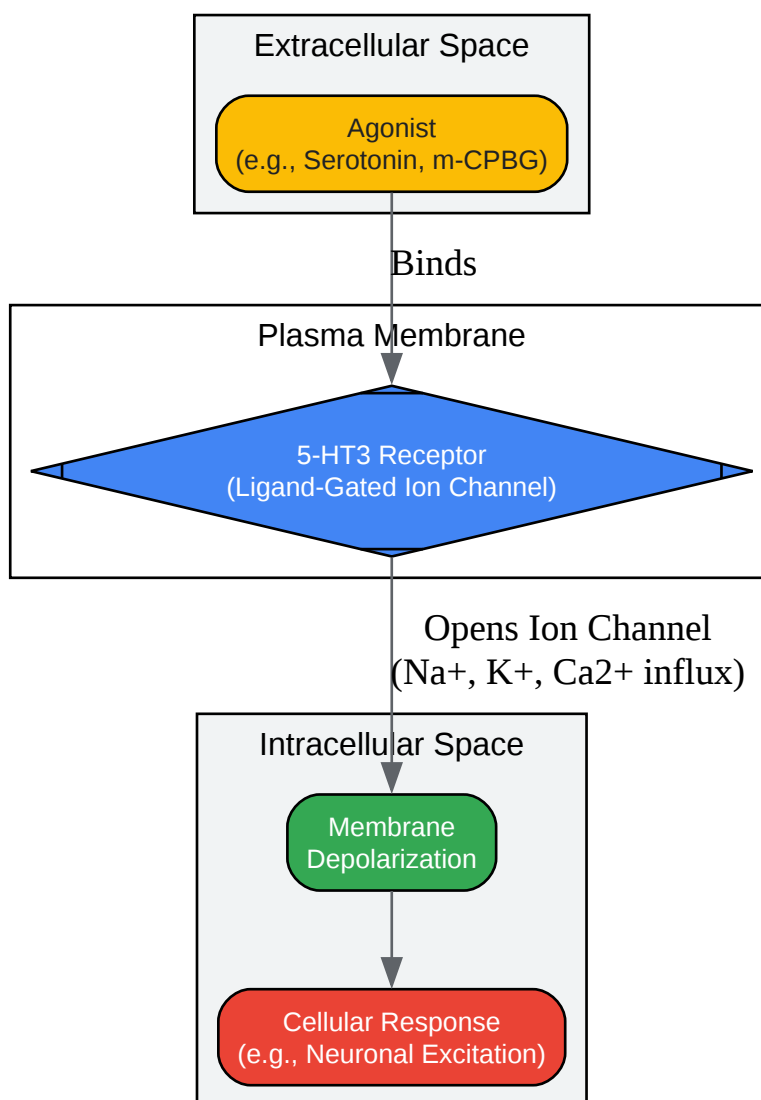 Extracellular Space
Agonist
(e.g., Serotonin, m-CPBG)
Binds
Plasma Membrane
5-HT3 Receptor
(Ligand-Gated Ion Channel)
Opens Ion Channel
(Na+, K+, Ca2+ influx)
Intracellular Space
Membrane
Depolarization
Cellular Response
(e.g., Neuronal Excitation)